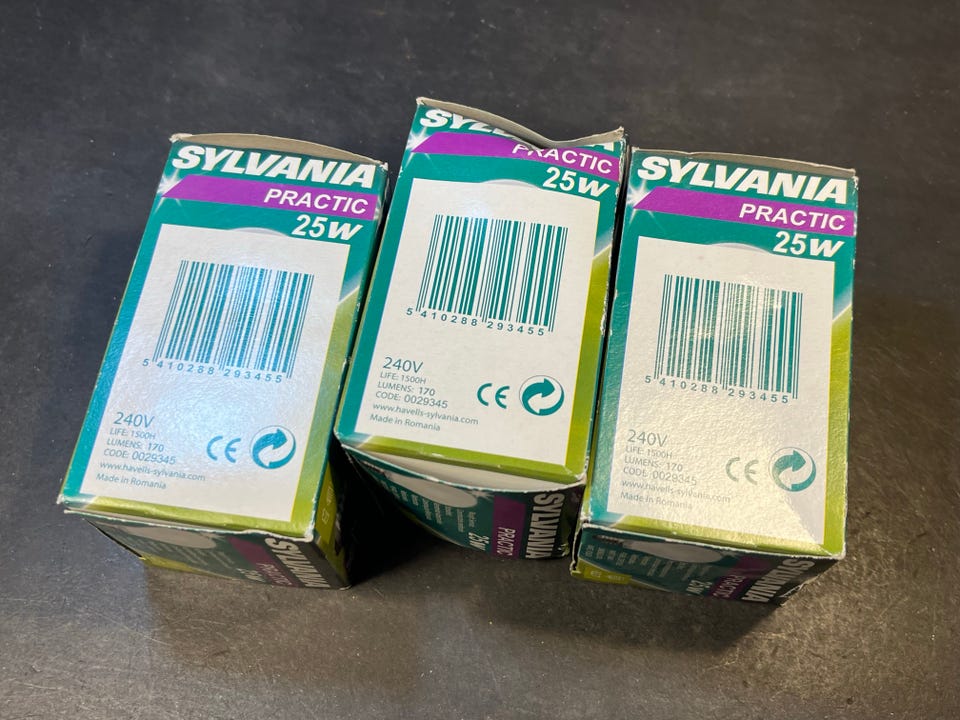 SYLVANIA
PRACTIC
25W
5 410288 293455
240V
LIFE: 1500H
LUMENS: 170
CODE: 0029345
www.havells-sylvania.com
Made in Romania
CE
SYLVANIA
SYLVANIA
PRACTIC
25W
5 410288 293455
240V
LIFE: 1500H
LUMENS: 170
CODE: 0029345
www.havells-sylvania.com
Made in Romania
CE
SYLVANIA
PRACTIC
25W
SYLVANIA
PRACTIC
25W
5 410288 293455
240V
LIFE: 1500H
LUMENS: 170
CODE: 0029345
www.havells-sylvania.com
Made in Romania
CE
SYLVANIA
PRACTIC